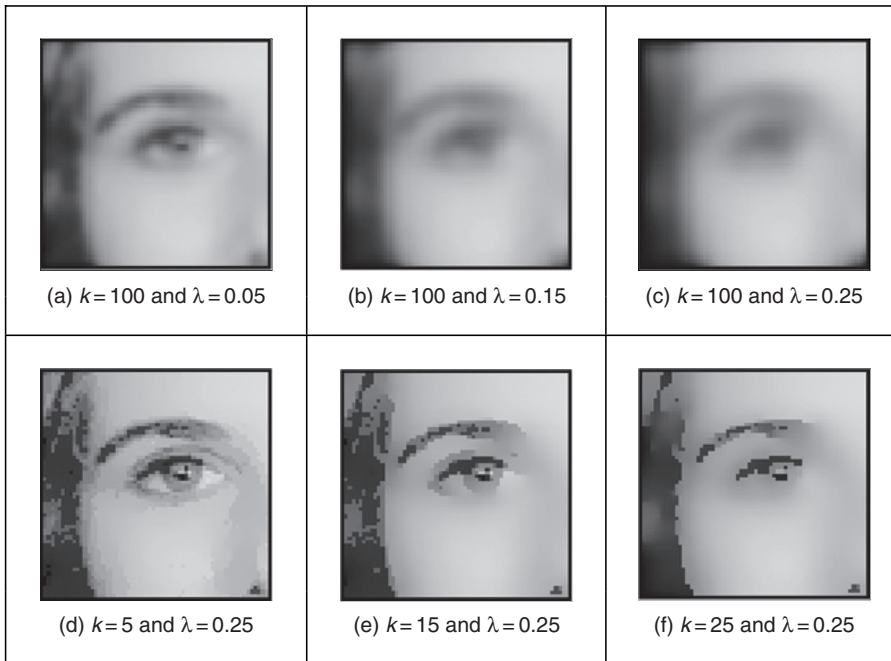 (a) k=100 and λ=0.05
(b) k=100 and λ=0.15
(c) k=100 and λ=0.25
(d) k=5 and λ=0.25
(e) k=15 and λ=0.25
(f) k=25 and λ=0.25